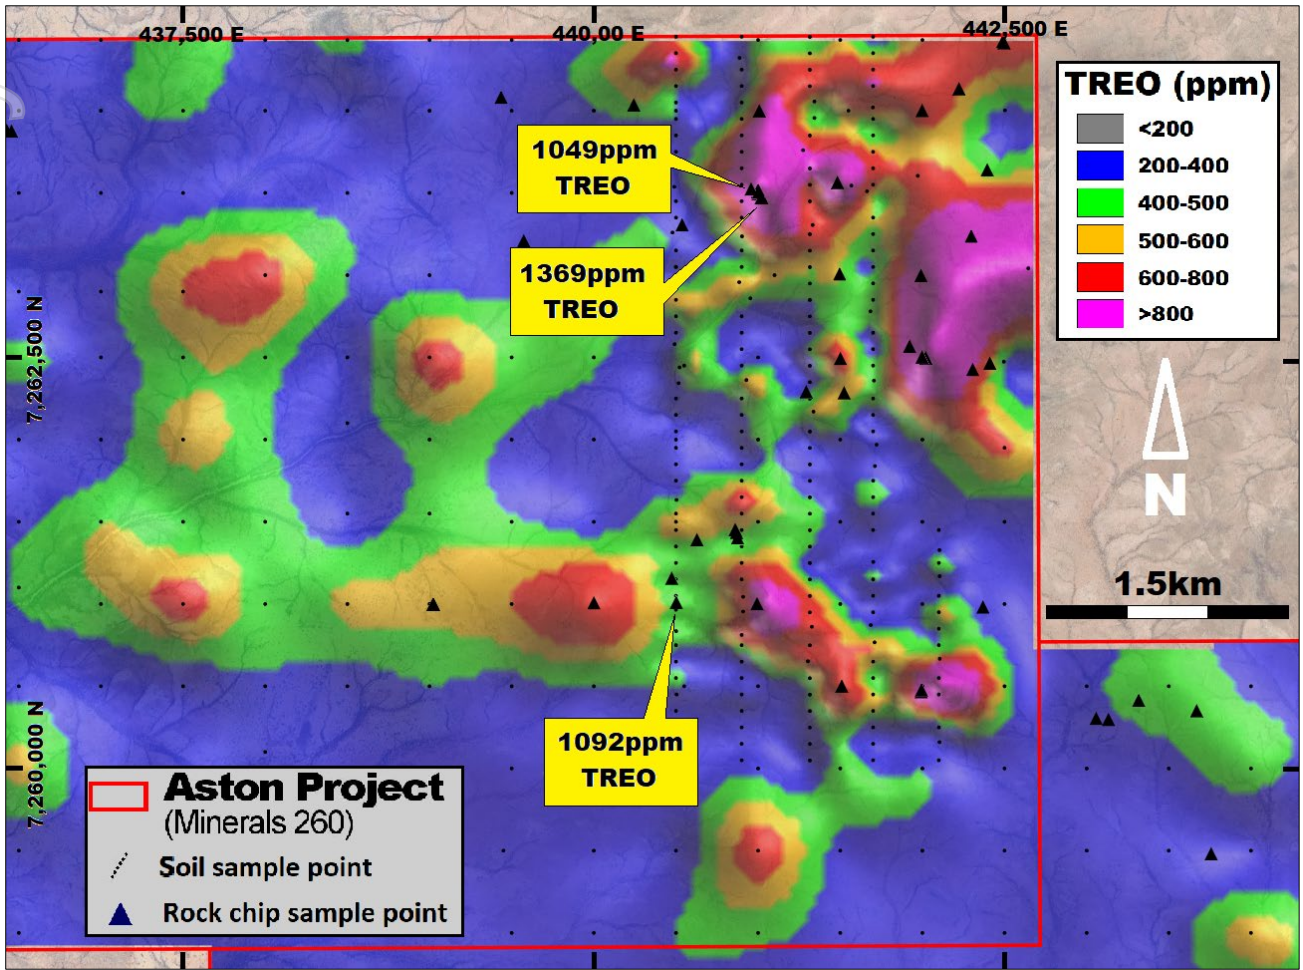 437,500 E
440,00 E
442,500 E
TREO (ppm)
<200
200-400
400-500
500-600
600-800
>800
1049ppm
TREO
1369ppm
TREO
7,262,500 N
N
1.5km
1092ppm
TREO
7,260,000 N
Aston Project
(Minerals 260)
Soil sample point
Rock chip sample point